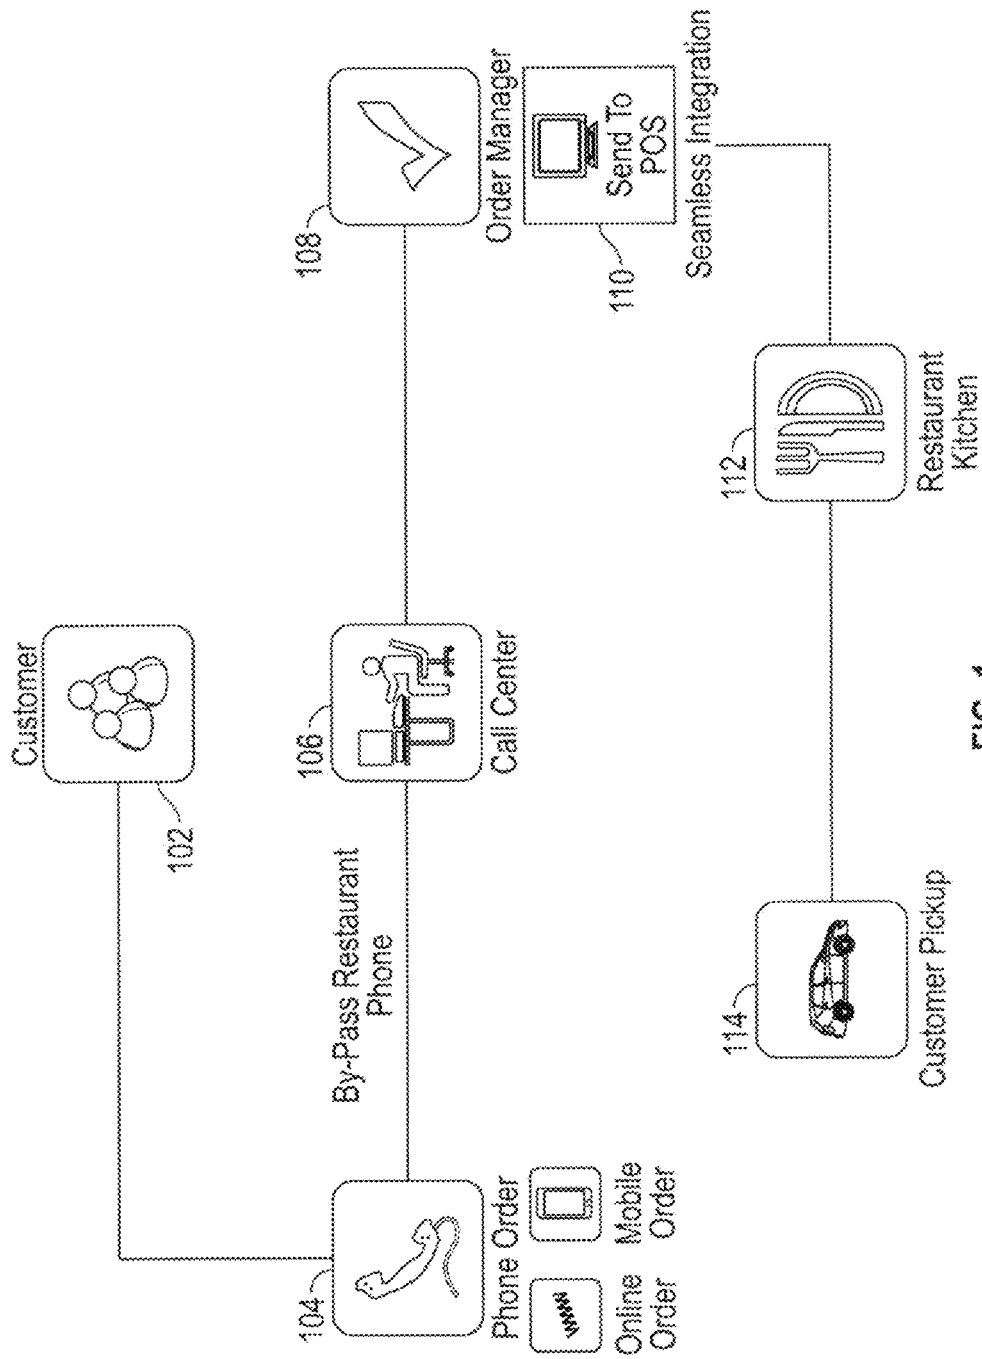 Customer
102
104
Phone Order
Online
Order
Mobile
Order
By-Pass Restaurant
Phone
106
Call Center
108
Order Manager
110
Send To
POS
Seamless Integration
114
Customer Pickup
112
Restaurant
Kitchen